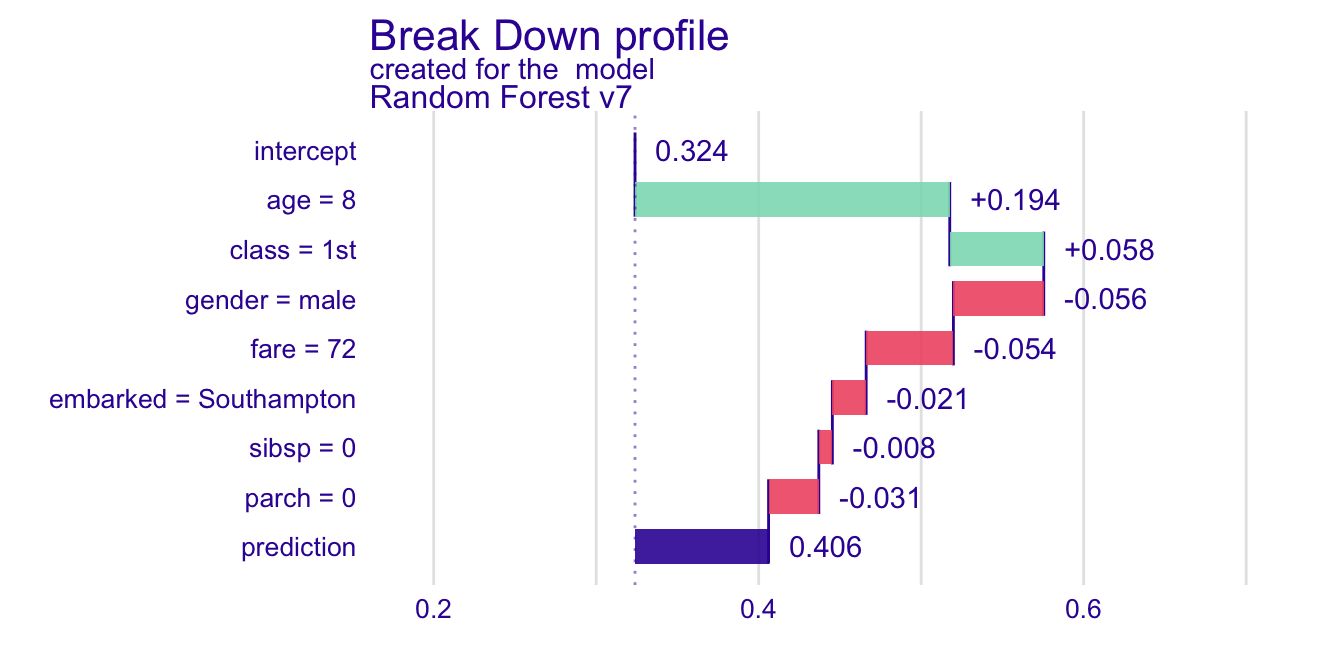 Break Down profile
created for the  model
Random Forest v7
intercept 0.324
age = 8 +0.194
class = 1st +0.058
gender = male -0.056
fare = 72 -0.054
embarked = Southampton -0.021
sibsp = 0 -0.008
parch = 0 -0.031
prediction 0.406
0.2 0.4 0.6